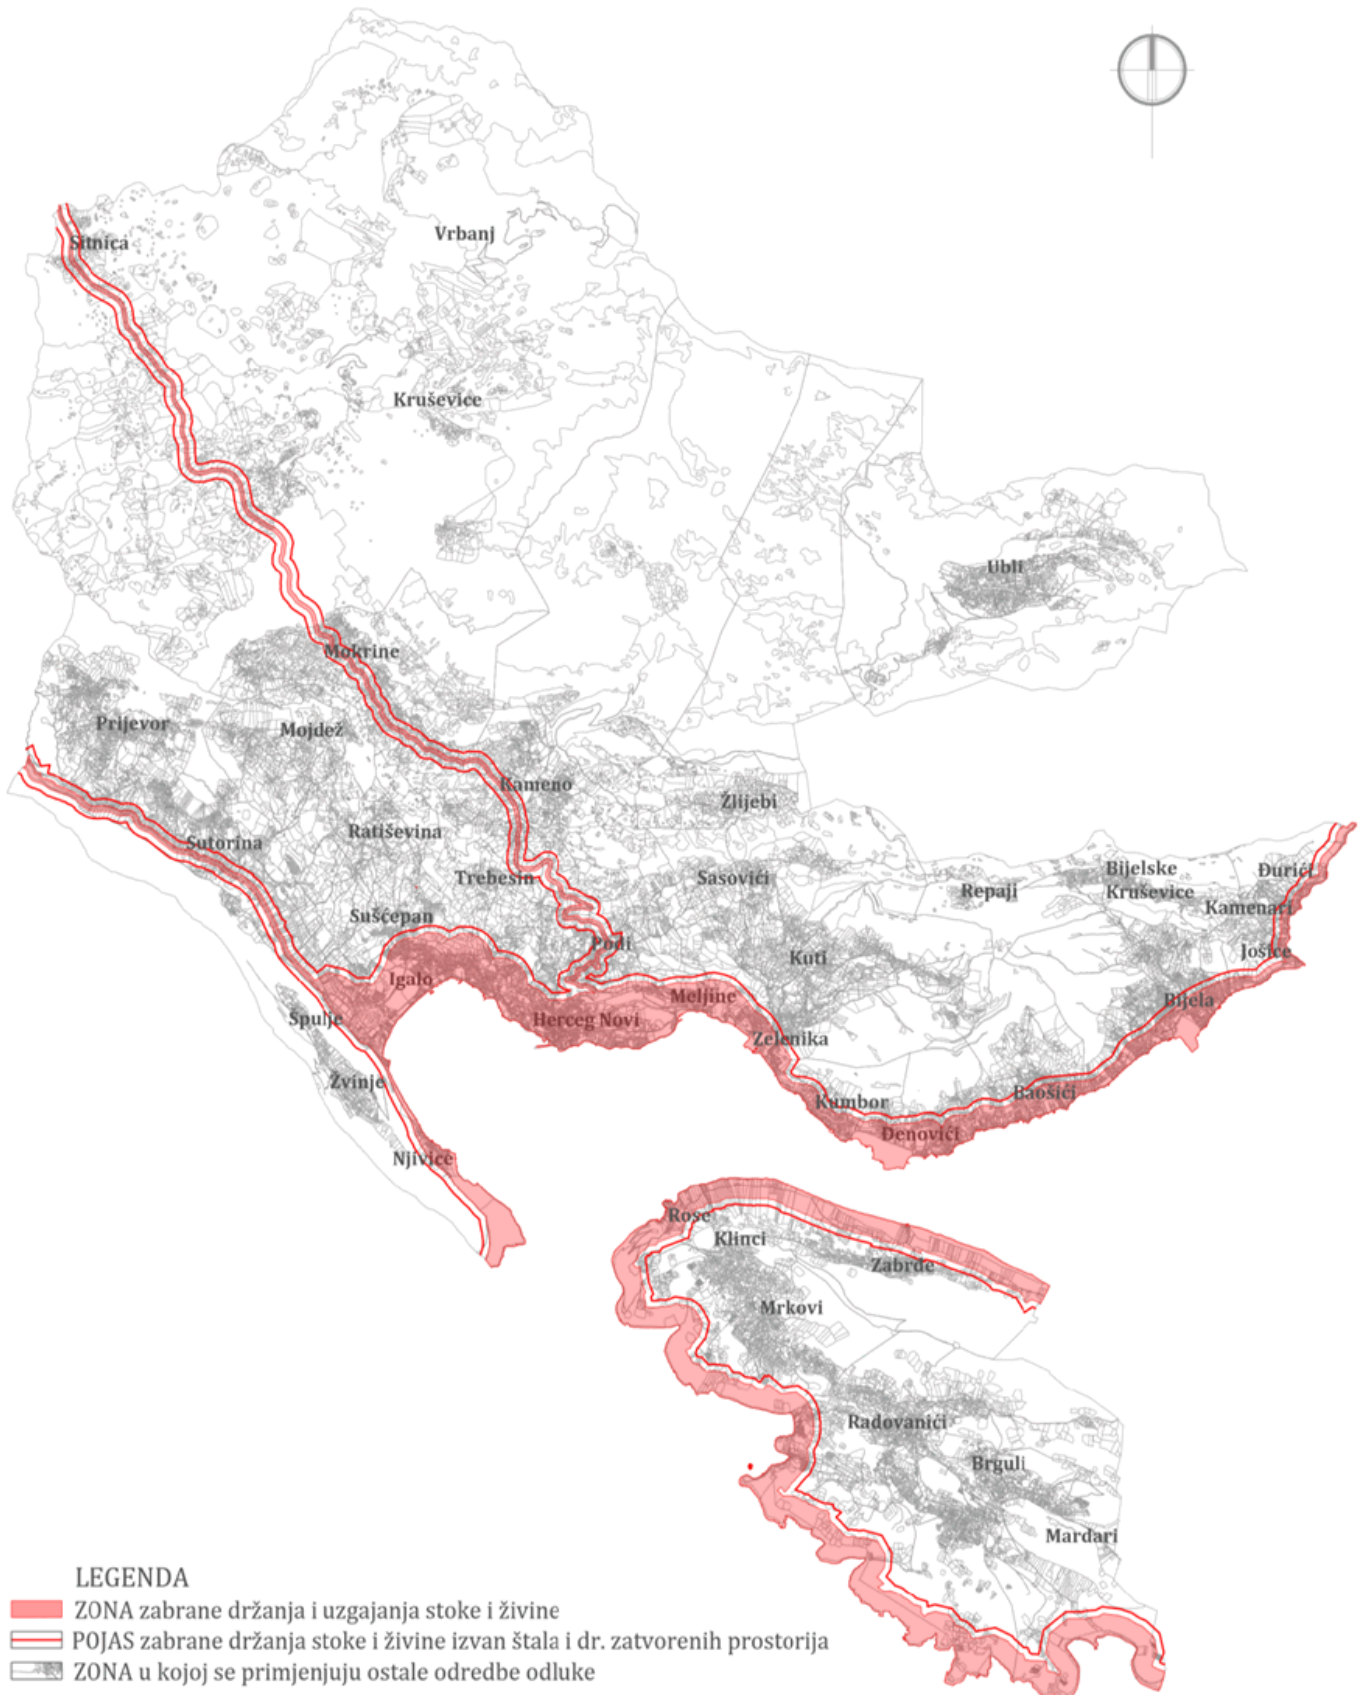 Sitnica
Vrbanj
Kruševice
Ubli
Mokrine
Prijevor
Mojdež
Kameno
Žlijebi
Ratiševina
Sutorina
Trebesin
Sasovići
Repaji
Bijelske
Kruševice
Đurići
Kamenari
Sušćepan
Podi
Kuti
Jošice
Igalo
Meljine
Bijela
Špulje
Herceg Novi
Zelenika
Žvinje
Kumbor
Baošići
Đenovići
Njivice
Rose
Klinci
Zabrđe
Mrkovi
Radovanići
Brguli
Mardari
LEGENDA
ZONA zabrane držanja i uzgajanja stoke i živine
POJAS zabrane držanja stoke i živine izvan štala i dr. zatvorenih prostorija
ZONA u kojoj se primjenjuju ostale odredbe odluke